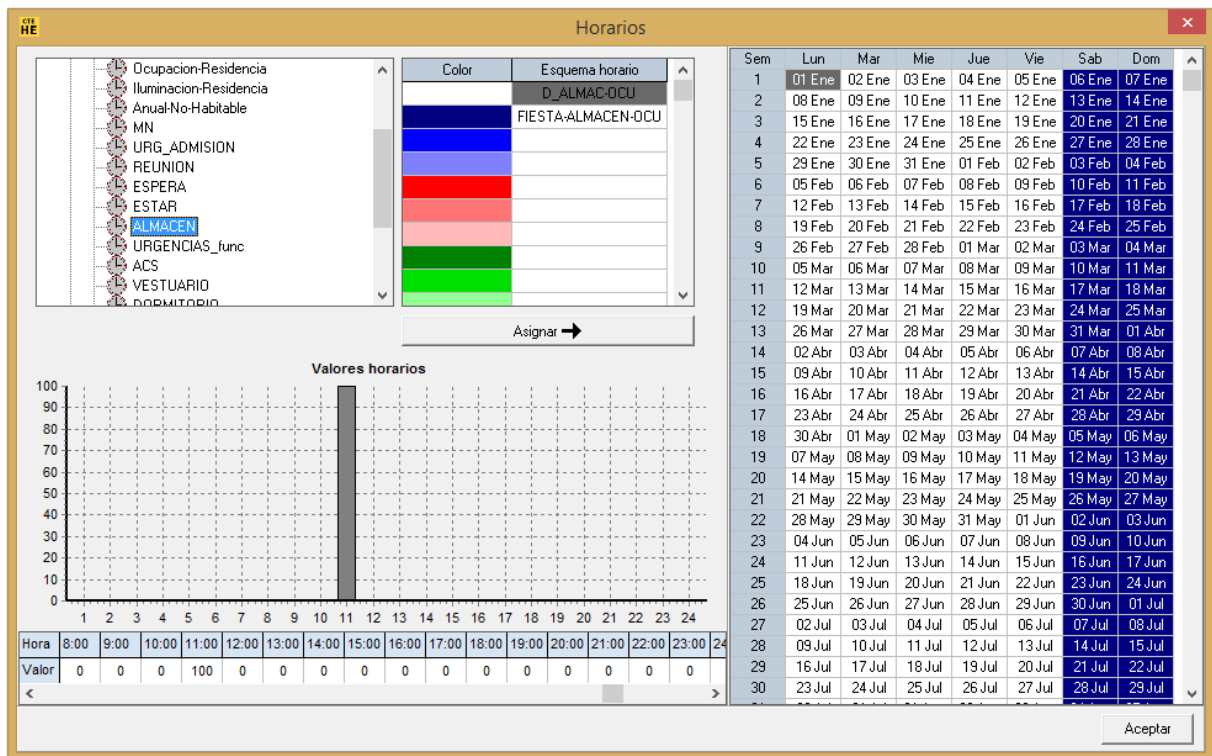 CTE
HE
Horarios
Ocupacion-Residencia
Iluminacion-Residencia
Anual-No-Habitable
MN
URG_ADMISION
REUNION
ESPERA
ESTAR
ALMACEN
URGENCIAS_func
ACS
VESTUARIO
DORMITORIO
Color Esquema horario
D_ALMAC-OCU
FIESTA-ALMACEN-OCU
Asignar
Valores horarios
100
90
80
70
60
50
40
30
20
10
0
1 2 3 4 5 6 7 8 9 10 11 12 13 14 15 16 17 18 19 20 21 22 23 24
Hora 8:00 9:00 10:00 11:00 12:00 13:00 14:00 15:00 16:00 17:00 18:00 19:00 20:00 21:00 22:00 23:00 24
Valor 0 0 0 100 0 0 0 0 0 0 0 0 0 0 0 0
Sem Lun Mar Mie Jue Vie Sab Dom
1 01 Ene 02 Ene 03 Ene 04 Ene 05 Ene 06 Ene 07 Ene
2 08 Ene 09 Ene 10 Ene 11 Ene 12 Ene 13 Ene 14 Ene
3 15 Ene 16 Ene 17 Ene 18 Ene 19 Ene 20 Ene 21 Ene
4 22 Ene 23 Ene 24 Ene 25 Ene 26 Ene 27 Ene 28 Ene
5 29 Ene 30 Ene 31 Ene 01 Feb 02 Feb 03 Feb 04 Feb
6 05 Feb 06 Feb 07 Feb 08 Feb 09 Feb 10 Feb 11 Feb
7 12 Feb 13 Feb 14 Feb 15 Feb 16 Feb 17 Feb 18 Feb
8 19 Feb 20 Feb 21 Feb 22 Feb 23 Feb 24 Feb 25 Feb
9 26 Feb 27 Feb 28 Feb 01 Mar 02 Mar 03 Mar 04 Mar
10 05 Mar 06 Mar 07 Mar 08 Mar 09 Mar 10 Mar 11 Mar
11 12 Mar 13 Mar 14 Mar 15 Mar 16 Mar 17 Mar 18 Mar
12 19 Mar 20 Mar 21 Mar 22 Mar 23 Mar 24 Mar 25 Mar
13 26 Mar 27 Mar 28 Mar 29 Mar 30 Mar 31 Mar 01 Abr
14 02 Abr 03 Abr 04 Abr 05 Abr 06 Abr 07 Abr 08 Abr
15 09 Abr 10 Abr 11 Abr 12 Abr 13 Abr 14 Abr 15 Abr
16 16 Abr 17 Abr 18 Abr 19 Abr 20 Abr 21 Abr 22 Abr
17 23 Abr 24 Abr 25 Abr 26 Abr 27 Abr 28 Abr 29 Abr
18 30 Abr 01 May 02 May 03 May 04 May 05 May 06 May
19 07 May 08 May 09 May 10 May 11 May 12 May 13 May
20 14 May 15 May 16 May 17 May 18 May 19 May 20 May
21 21 May 22 May 23 May 24 May 25 May 26 May 27 May
22 28 May 29 May 30 May 31 May 01 Jun 02 Jun 03 Jun
23 04 Jun 05 Jun 06 Jun 07 Jun 08 Jun 09 Jun 10 Jun
24 11 Jun 12 Jun 13 Jun 14 Jun 15 Jun 16 Jun 17 Jun
25 18 Jun 19 Jun 20 Jun 21 Jun 22 Jun 23 Jun 24 Jun
26 25 Jun 26 Jun 27 Jun 28 Jun 29 Jun 30 Jun 01 Jul
27 02 Jul 03 Jul 04 Jul 05 Jul 06 Jul 07 Jul 08 Jul
28 09 Jul 10 Jul 11 Jul 12 Jul 13 Jul 14 Jul 15 Jul
29 16 Jul 17 Jul 18 Jul 19 Jul 20 Jul 21 Jul 22 Jul
30 23 Jul 24 Jul 25 Jul 26 Jul 27 Jul 28 Jul 29 Jul
Aceptar